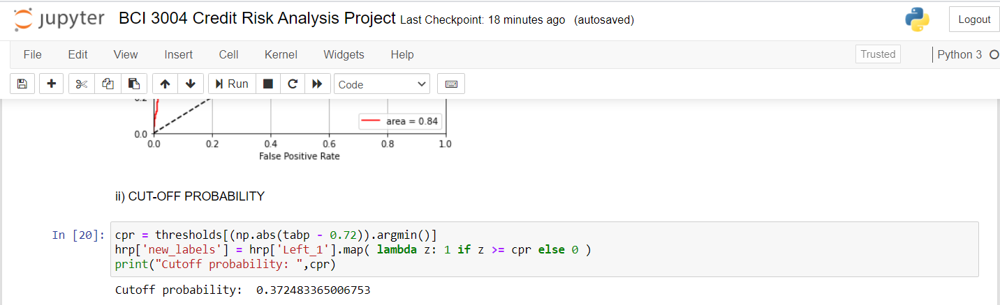 jupyter BCI 3004 Credit Risk Analysis Project Last Checkpoint: 18 minutes ago (autosaved) Logout
File Edit View Insert Cell Kernel Widgets Help Trusted Python 3
Run Code
area = 0.84
0.0
0.0 0.2 0.4 0.6 0.8 1.0
False Positive Rate
ii) CUT-OFF PROBABILITY
In [20]: cpr = thresholds[(np.abs(tabp - 0.72)).argmin()]
hrp['new_labels'] = hrp['Left_1'].map( lambda z: 1 if z >= cpr else 0 )
print("Cutoff probability: ",cpr)
Cutoff probability:  0.372483365006753